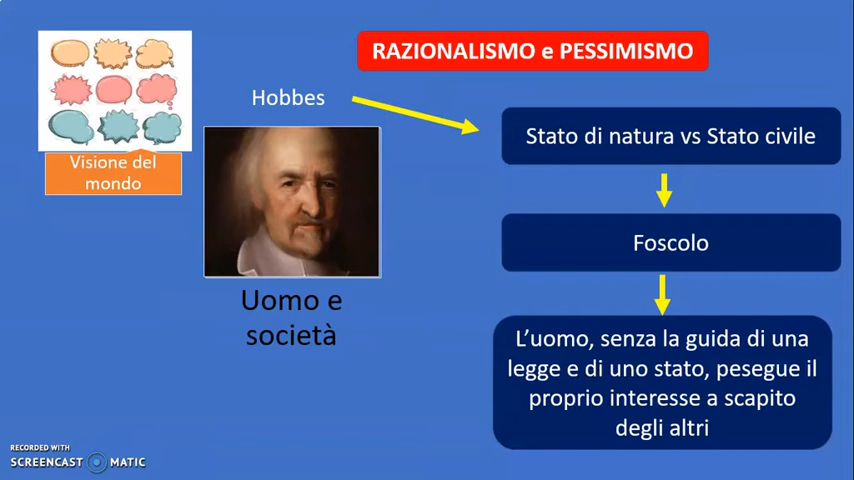 RAZIONALISMO e PESSIMISMO
Hobbes
Stato di natura vs Stato civile
Visione del
mondo
Foscolo
Uomo e
società
L'uomo, senza la guida di una
legge e di uno stato, pesegue il
proprio interesse a scapito
degli altri
RECORDED WITH
SCREENCAST MATIC